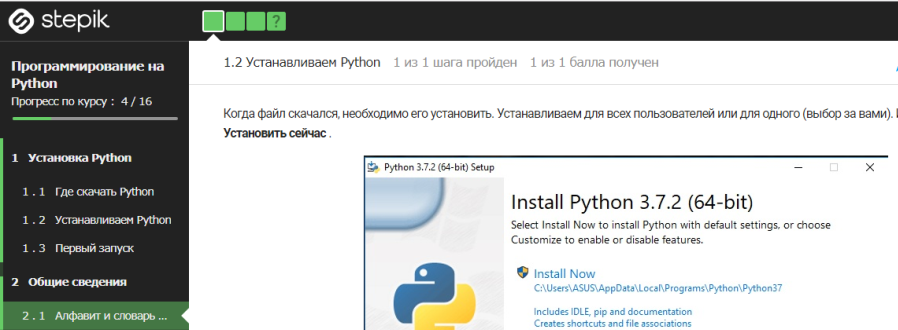 stepik
?
Программирование на
Python
Прогресс по курсу : 4 / 16
1 Установка Python
1 . 1 Где скачать Python
1 . 2 Устанавливаем Python
1 . 3 Первый запуск
2 Общие сведения
2 . 1 Алфавит и словарь ...
1.2 Устанавливаем Python 1 из 1 шага пройден 1 из 1 балла получен
Когда файл скачался, необходимо его установить. Устанавливаем для всех пользователей или для одного (выбор за вами).
Установить сейчас .
Python 3.7.2 (64-bit) Setup
Install Python 3.7.2 (64-bit)
Select Install Now to install Python with default settings, or choose
Customize to enable or disable features.
Install Now
C:\Users\ASUS\AppData\Local\Programs\Python\Python37
Includes IDLE, pip and documentation
Creates shortcuts and file associations